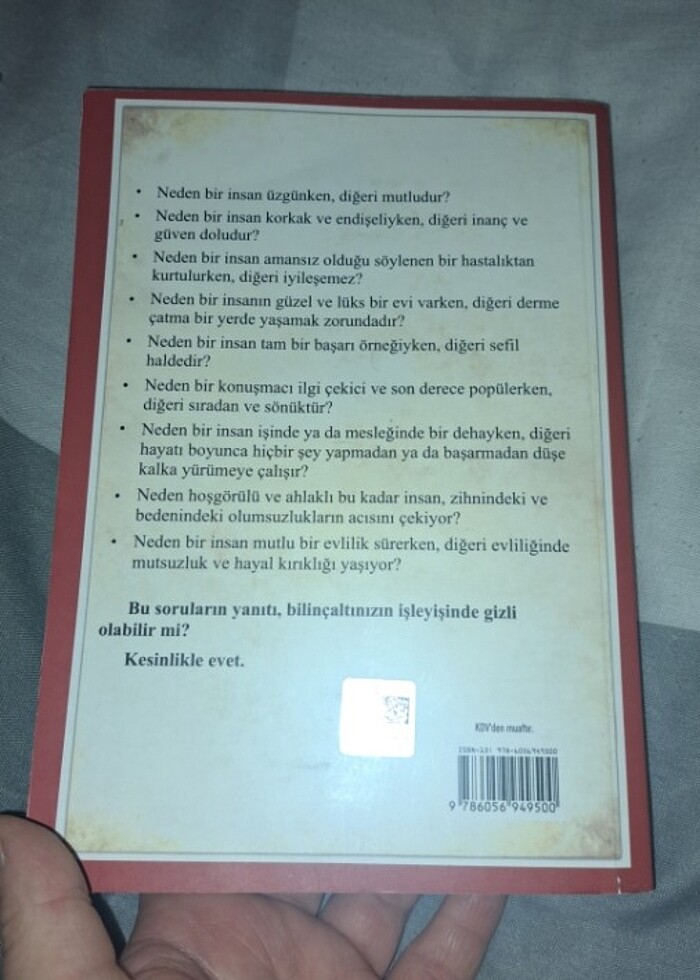 • Neden bir insan üzgünken, diğeri mutludur?
• Neden bir insan korkak ve endişeliyken, diğeri inanç ve
güven doludur?
• Neden bir insan amansız olduğu söylenen bir hastalıktan
kurtulurken, diğeri iyileşemez?
• Neden bir insanın güzel ve lüks bir evi varken, diğeri derme
çatma bir yerde yaşamak zorundadır?
• Neden bir insan tam bir başarı örneğiyken, diğeri sefil
haldedir?
• Neden bir konuşmacı ilgi çekici ve son derece popülerken,
diğeri sıradan ve sönüktür?
• Neden bir insan işinde ya da mesleğinde bir dehayken, diğeri
hayatı boyunca hiçbir şey yapmadan ya da başarmadan düşe
kalka yürümeye çalışır?
• Neden hoşgörülü ve ahlaklı bu kadar insan, zihnindeki ve
bedenindeki olumsuzlukların acısını çekiyor?
• Neden bir insan mutlu bir evlilik sürerken, diğeri evliliğinde
mutsuzluk ve hayal kırıklığı yaşıyor?
Bu soruların yanıtı, bilinçaltınızın işleyişinde gizli
olabilir mi?
Kesinlikle evet.
KDV'den muaftır.
9 786056 949500